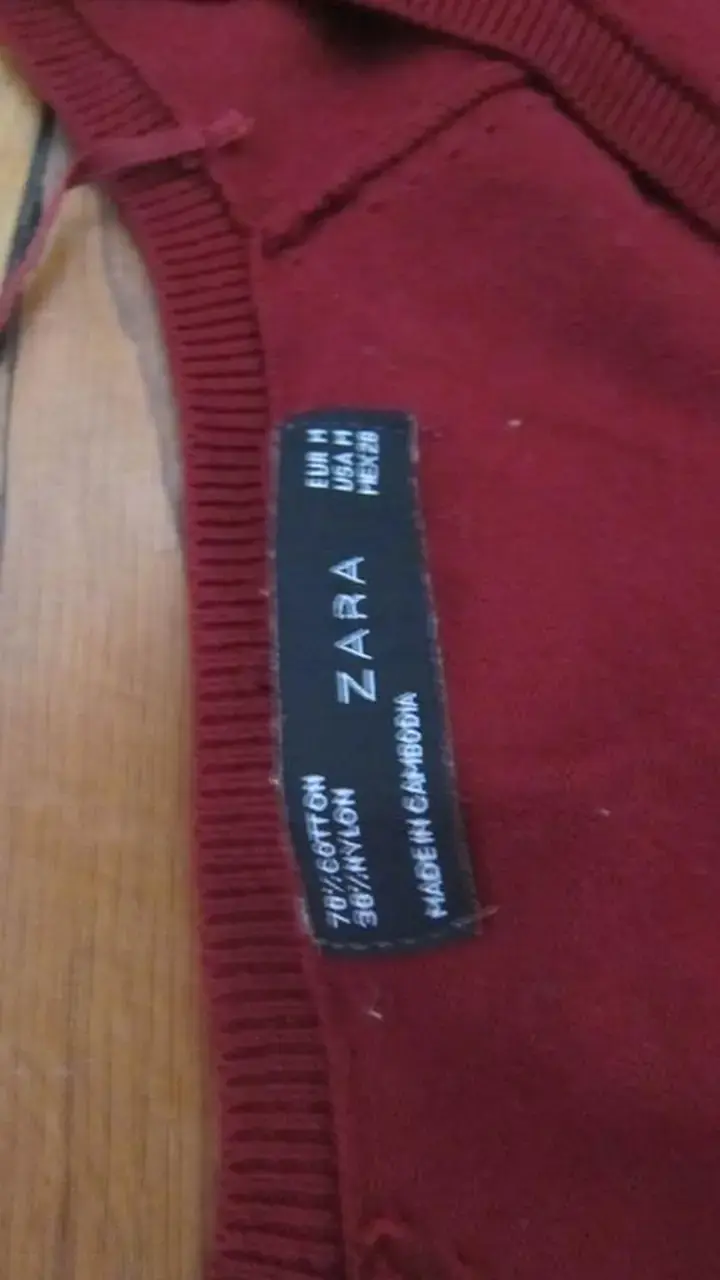 70% COTTON
30% NYLON
MADE IN CAMBODIA
ZARA
EUR M
USA M
MEX 28